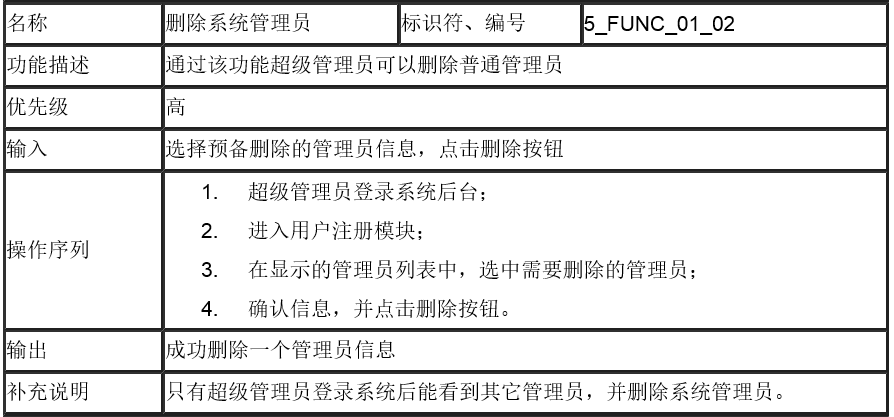 名称 删除系统管理员 标识符、编号 5_FUNC_01_02
功能描述 通过该功能超级管理员可以删除普通管理员
优先级 高
输入 选择预备删除的管理员信息，点击删除按钮
操作序列
1. 超级管理员登录系统后台；
2. 进入用户注册模块；
3. 在显示的管理员列表中，选中需要删除的管理员；
4. 确认信息，并点击删除按钮。
输出 成功删除一个管理员信息
补充说明 只有超级管理员登录系统后能看到其它管理员，并删除系统管理员。